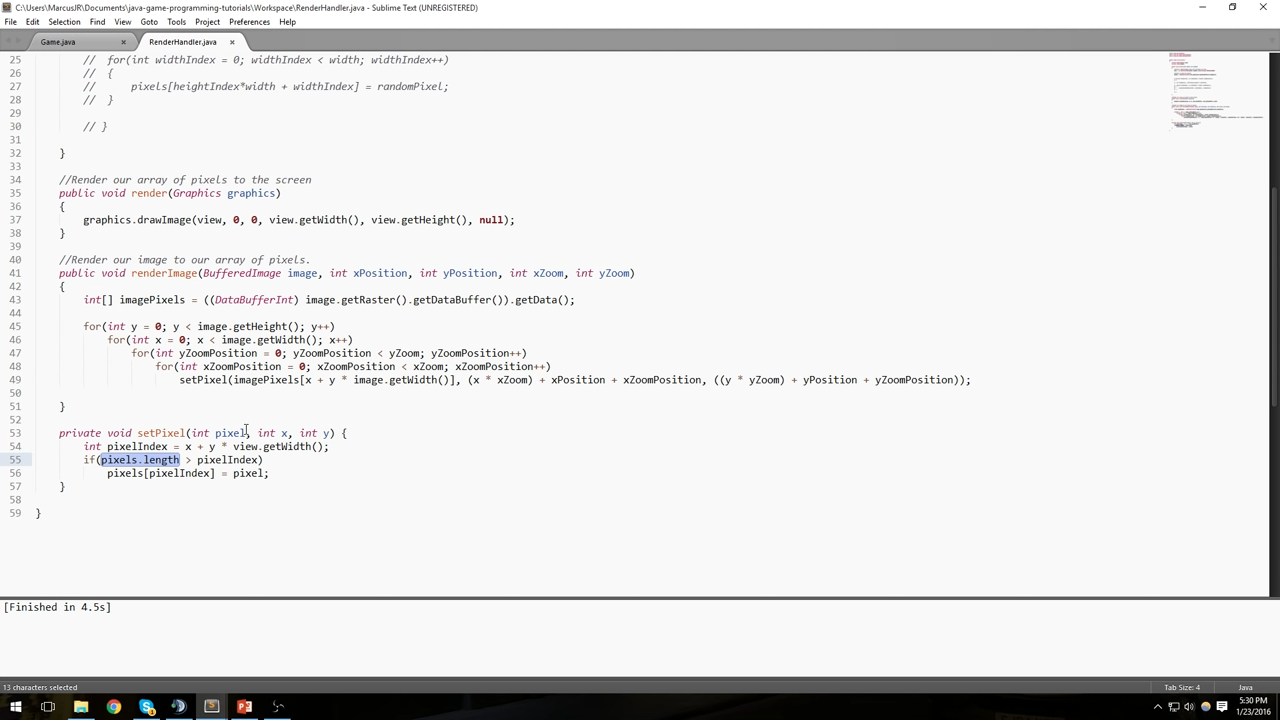 C:\Users\MarcusJR\Documents\java-game-programming-tutorials\Workspace\RenderHandler.java - Sublime Text (UNREGISTERED)
File Edit Selection Find View Goto Tools Project Preferences Help
Game.java × RenderHandler.java ×
25 // for(int widthIndex = 0; widthIndex < width; widthIndex++)
26 // {
27 // pixels[heightIndex*width + widthIndex] = randomPixel;
28 // }
29
30 // }
31
32 }
33
34 //Render our array of pixels to the screen
35 public void render(Graphics graphics)
36 {
37 graphics.drawImage(view, 0, 0, view.getWidth(), view.getHeight(), null);
38 }
39
40 //Render our image to our array of pixels.
41 public void renderImage(BufferedImage image, int xPosition, int yPosition, int xZoom, int yZoom)
42 {
43 int[] imagePixels = ((DataBufferInt) image.getRaster().getDataBuffer()).getData();
44
45 for(int y = 0; y < image.getHeight(); y++)
46 for(int x = 0; x < image.getWidth(); x++)
47 for(int yZoomPosition = 0; yZoomPosition < yZoom; yZoomPosition++)
48 for(int xZoomPosition = 0; xZoomPosition < xZoom; xZoomPosition++)
49 setPixel(imagePixels[x + y * image.getWidth()], (x * xZoom) + xPosition + xZoomPosition, ((y * yZoom) + yPosition + yZoomPosition));
50
51 }
52
53 private void setPixel(int pixel, int x, int y) {
54 int pixelIndex = x + y * view.getWidth();
55 if(pixels.length > pixelIndex)
56 pixels[pixelIndex] = pixel;
57 }
58
59 }
[Finished in 4.5s]
13 characters selected Tab Size: 4 Java
5:30 PM
1/23/2016